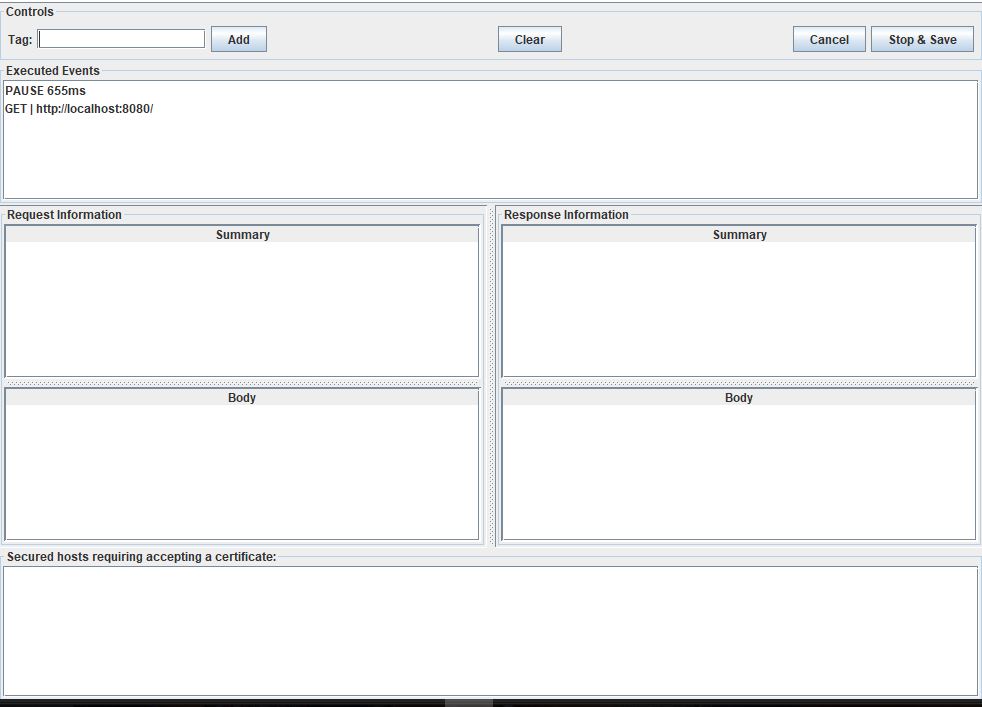 Controls
Tag: Add Clear Cancel Stop & Save
Executed Events
PAUSE 655ms
GET | http://localhost:8080/
Request Information
Summary
Body
Response Information
Summary
Body
Secured hosts requiring accepting a certificate: